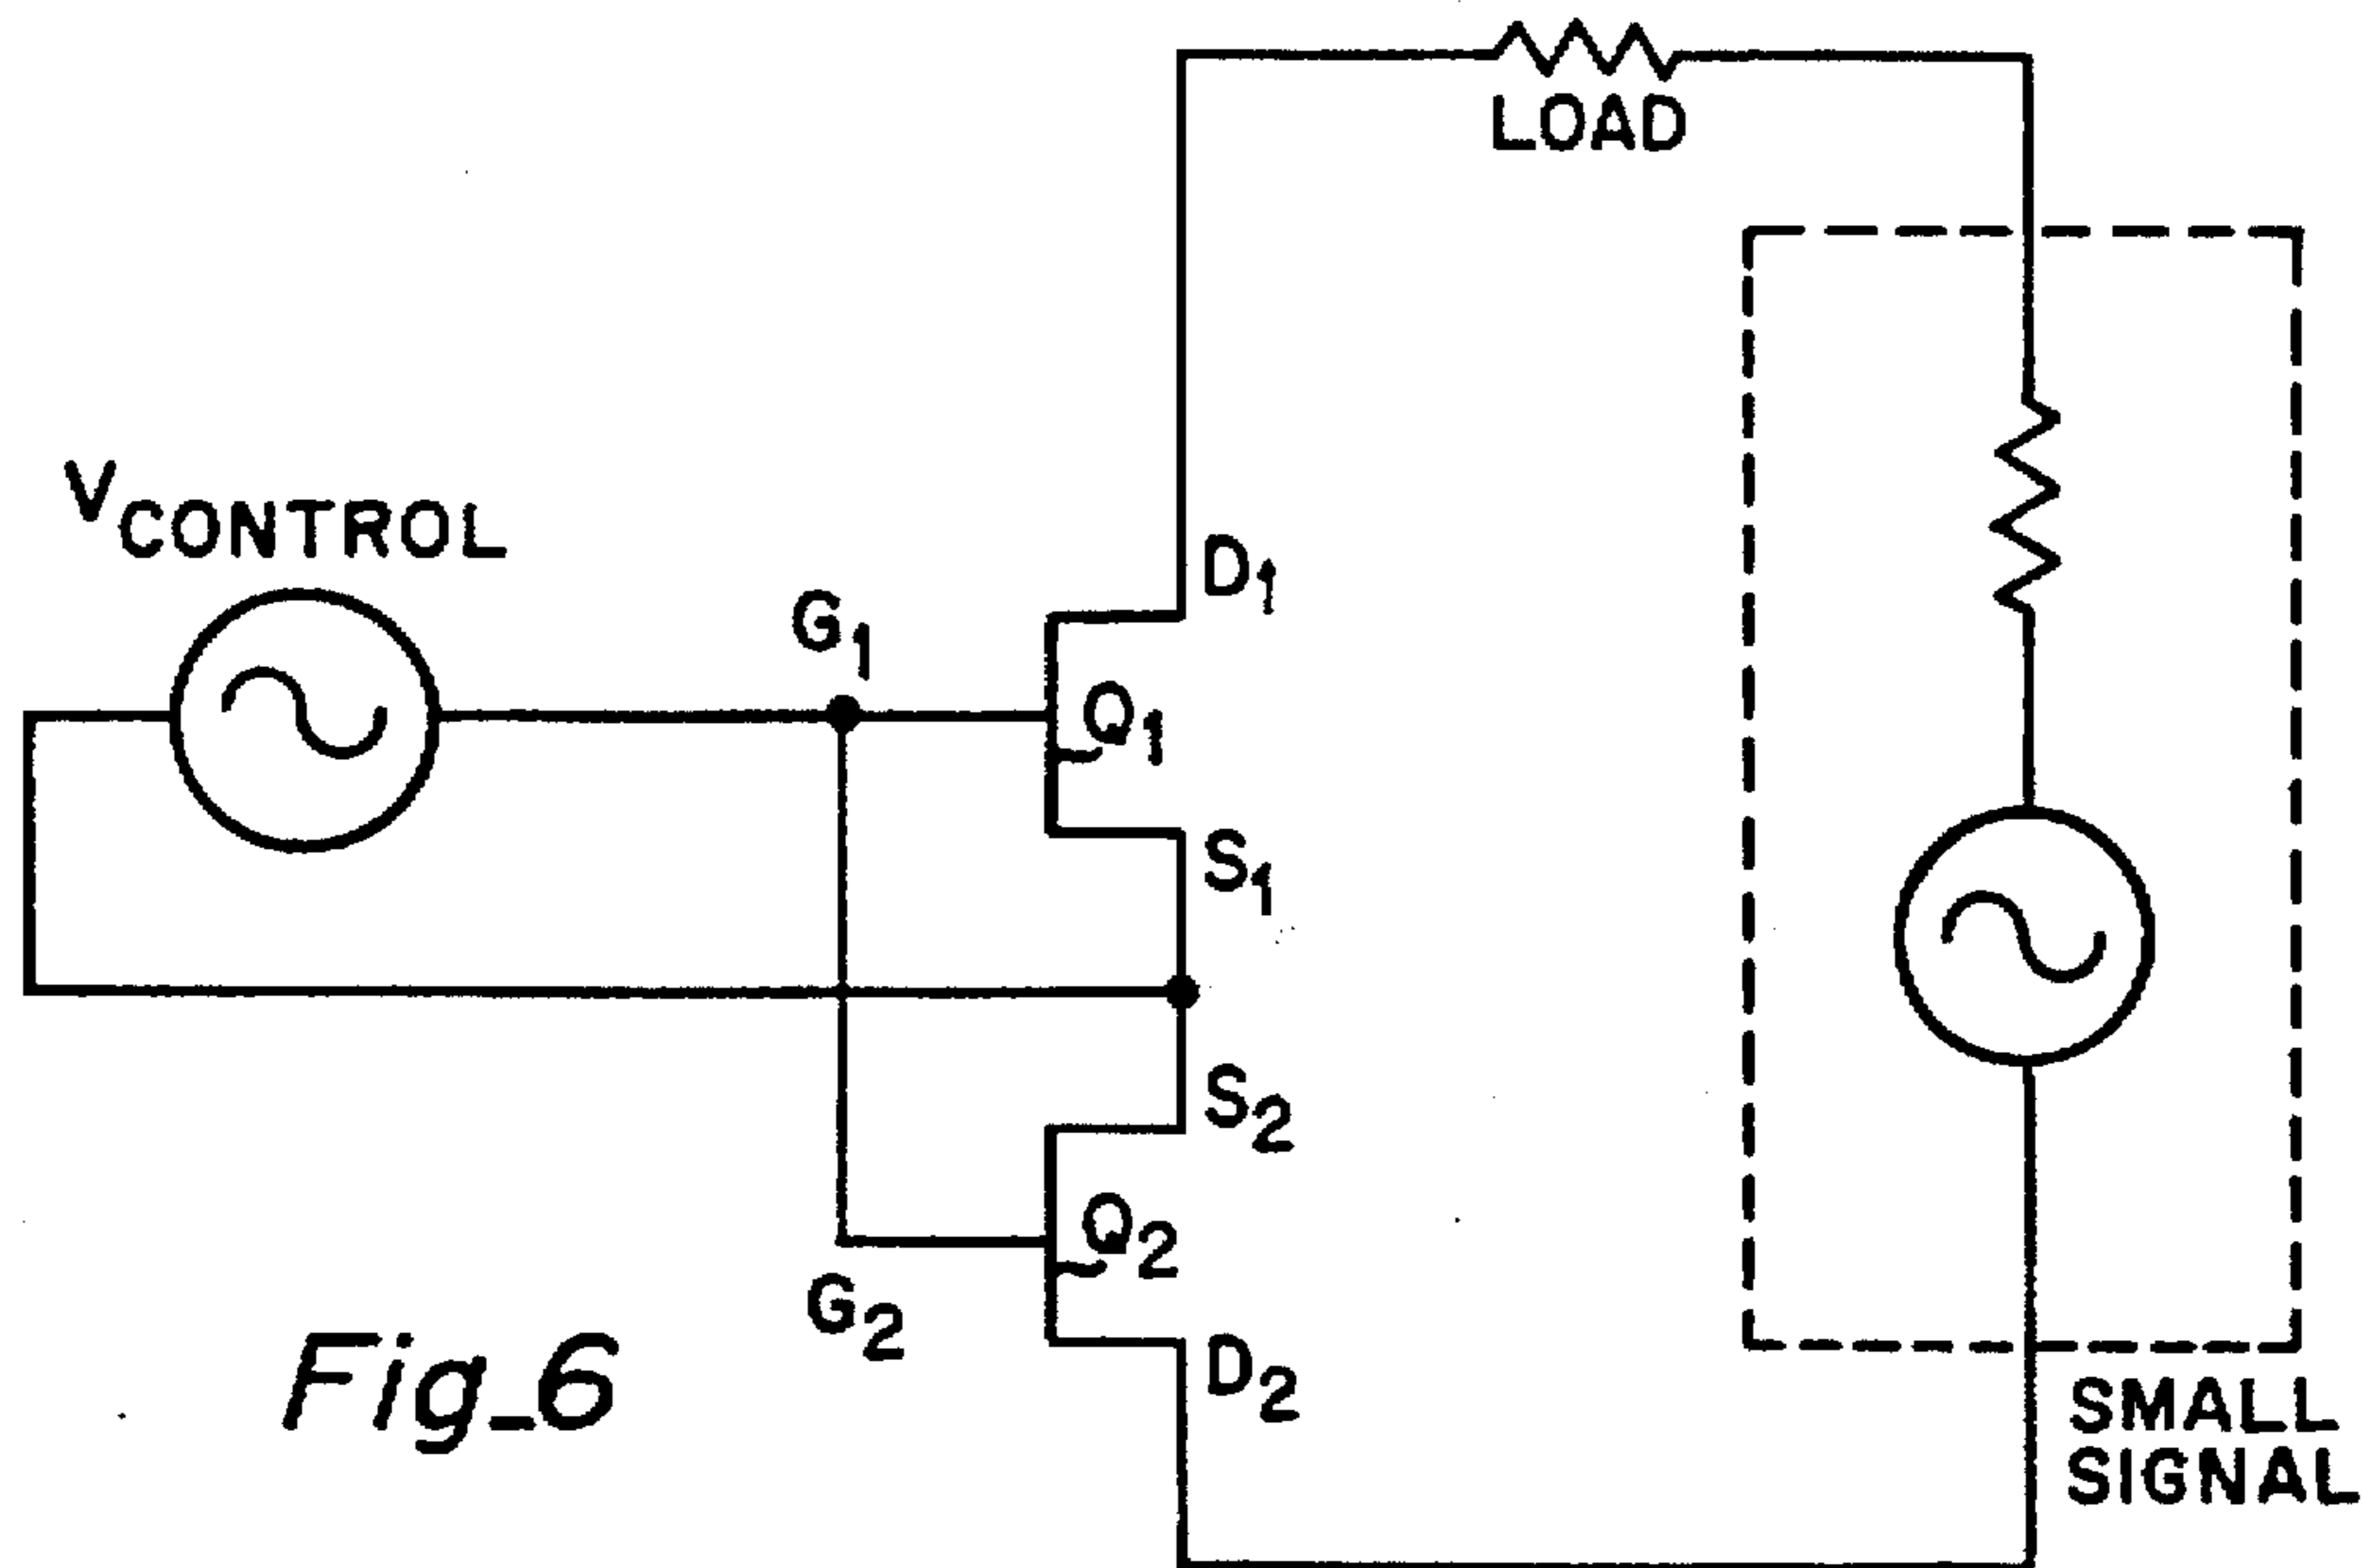 LOAD
VCONTROL
D1
G1
Q1
S1
S2
Q2
G2
D2
Fig_6
SMALL
SIGNAL